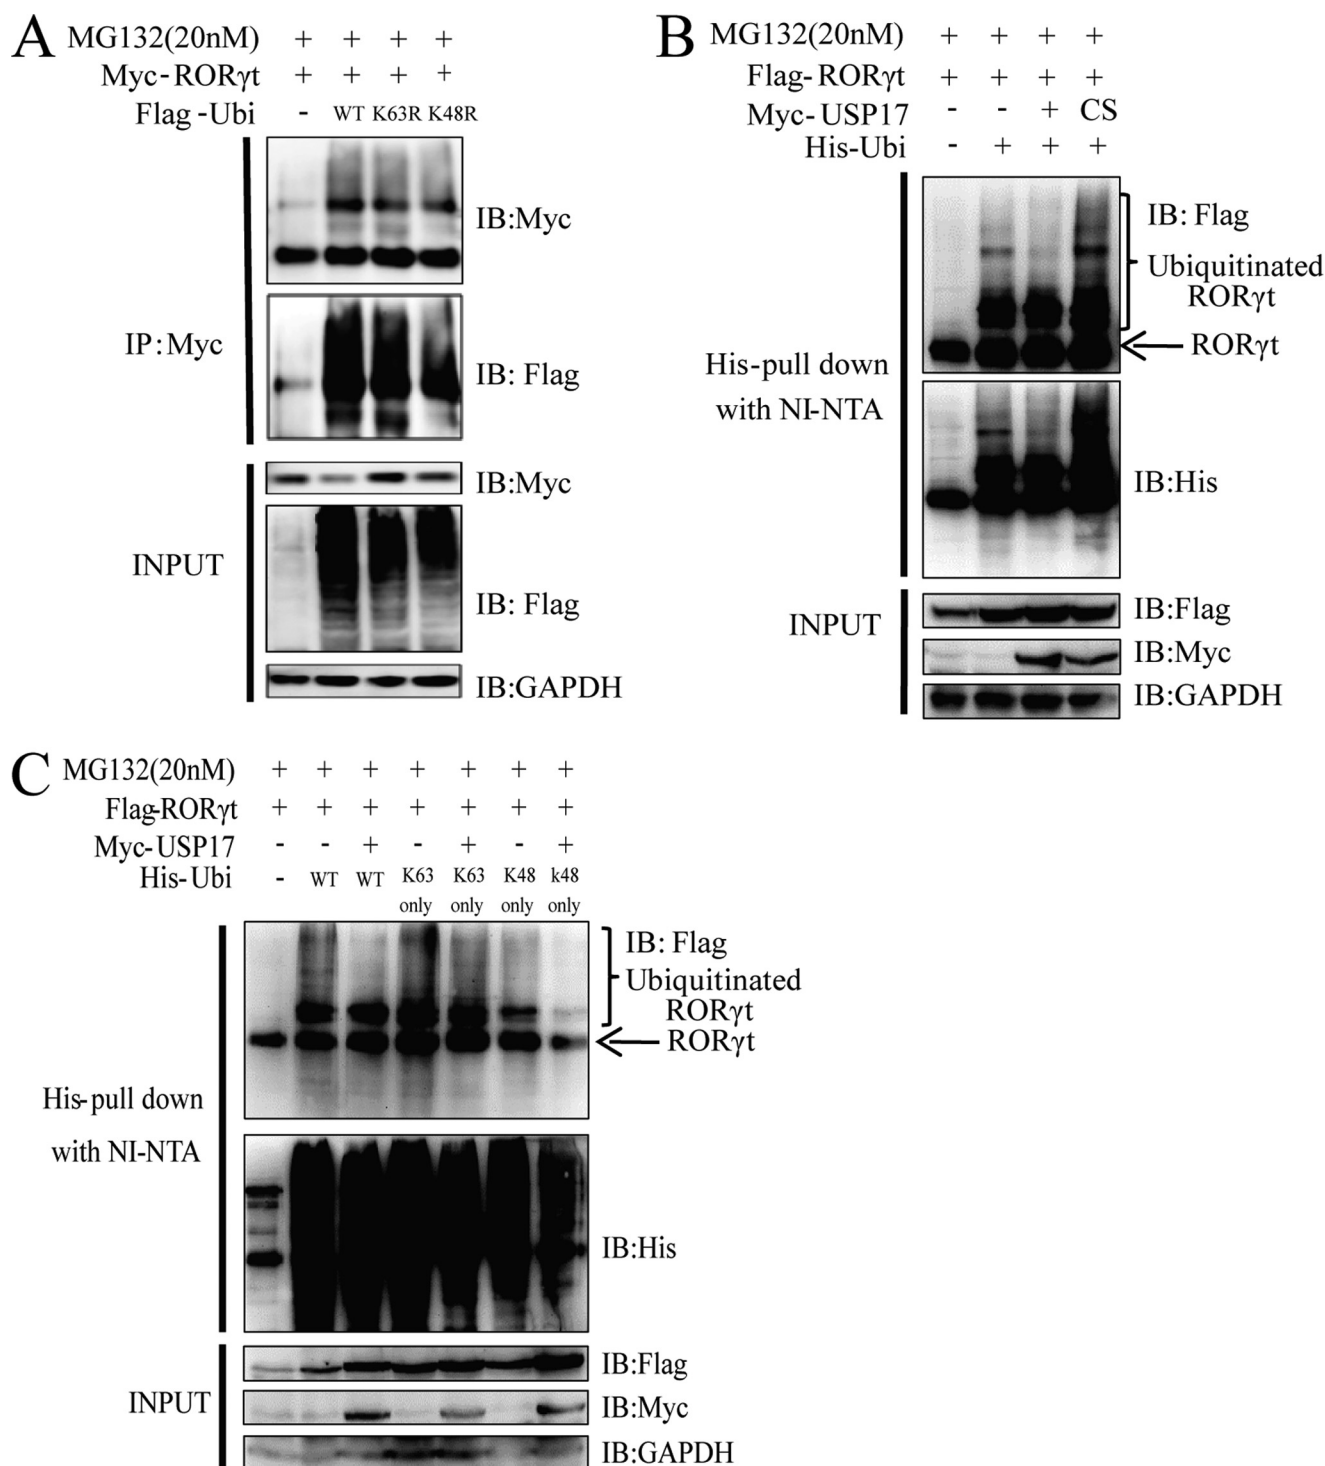 A
MG132(20nM) + + + +
Myc-RORγt + + + +
Flag-Ubi - WT K63R K48R
IB:Myc
IP:Myc
IB: Flag
IB:Myc
INPUT
IB: Flag
IB:GAPDH
B
MG132(20nM) + + + +
Flag-RORγt + + + +
Myc-USP17 - - + CS
His-Ubi - + + +
IB: Flag
Ubiquitinated
RORγt
RORγt
His-pull down
with NI-NTA
IB:His
IB:Flag
INPUT
IB:Myc
IB:GAPDH
C
MG132(20nM) + + + + + + +
Flag-RORγt + + + + + + +
Myc-USP17 - - + - + - +
His-Ubi - WT WT K63 K63 K48 k48
only only only only
IB: Flag
Ubiquitinated
RORγt
RORγt
His-pull down
with NI-NTA
IB:His
IB:Flag
INPUT
IB:Myc
IB:GAPDH